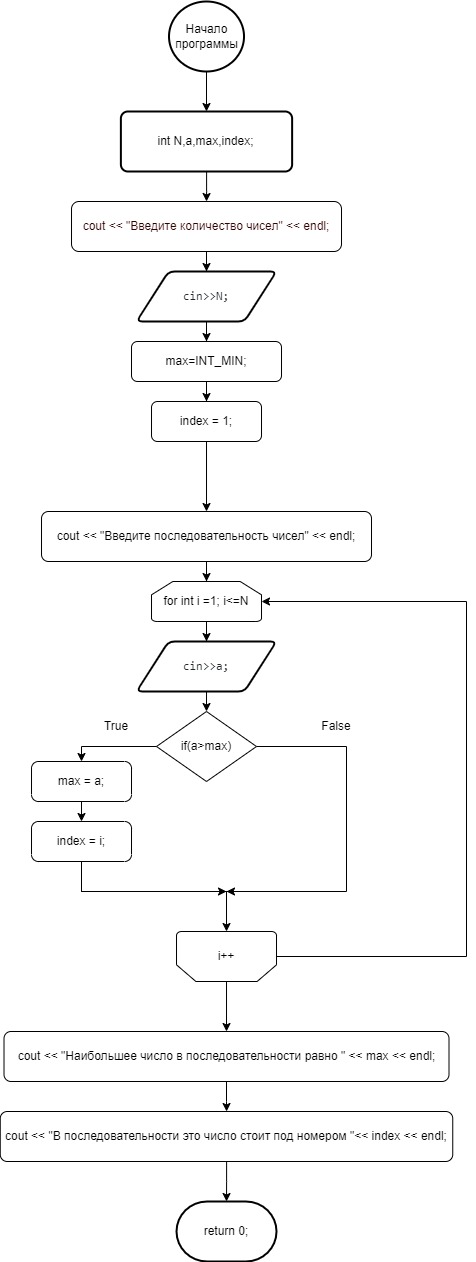 Начало
программы
int N,a,max,index;
cout << "Введите количество чисел" << endl;
cin>>N;
max=INT_MIN;
index = 1;
cout << "Введите последовательность чисел" << endl;
for int i =1; i<=N
cin>>a;
if(a>max)
True
False
max = a;
index = i;
i++
cout << "Наибольшее число в последовательности равно " << max << endl;
cout << "В последовательности это число стоит под номером "<< index << endl;
return 0;